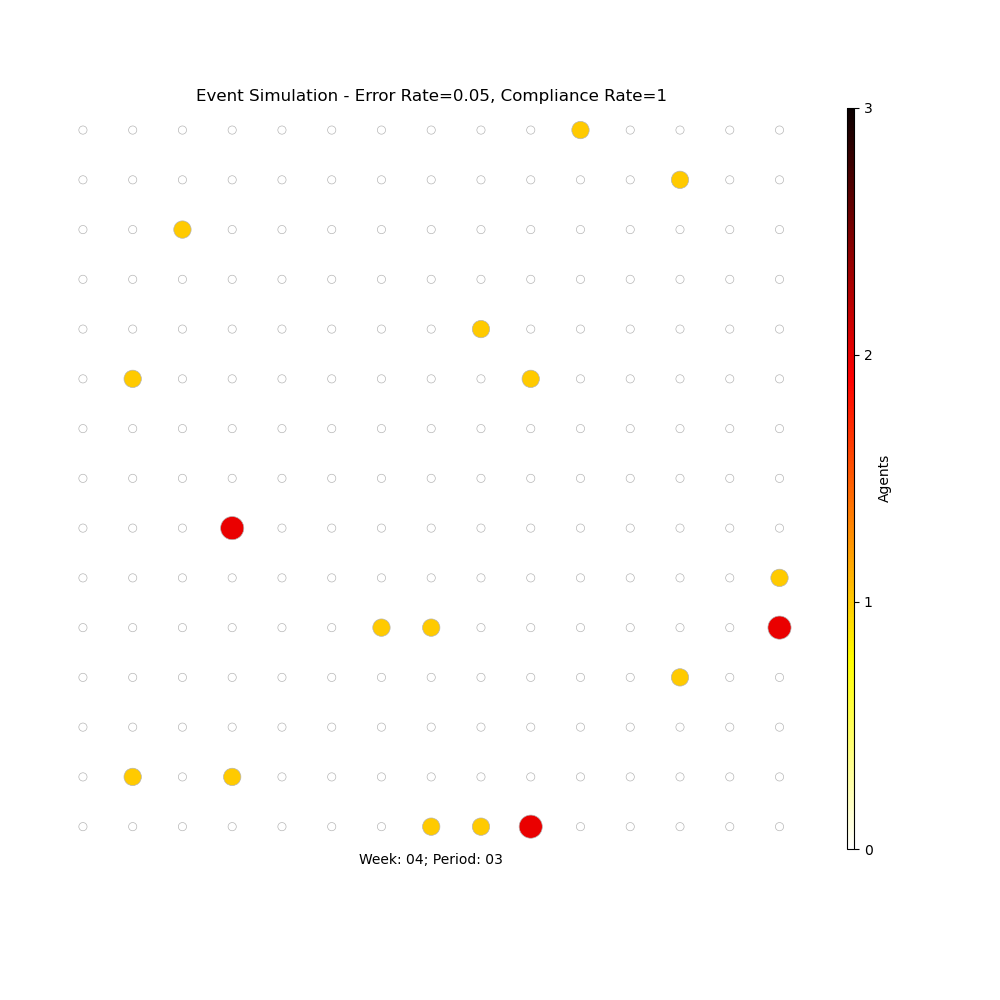 Event Simulation - Error Rate=0.05, Compliance Rate=1
3
2
Agents
1
0
Week: 04; Period: 03